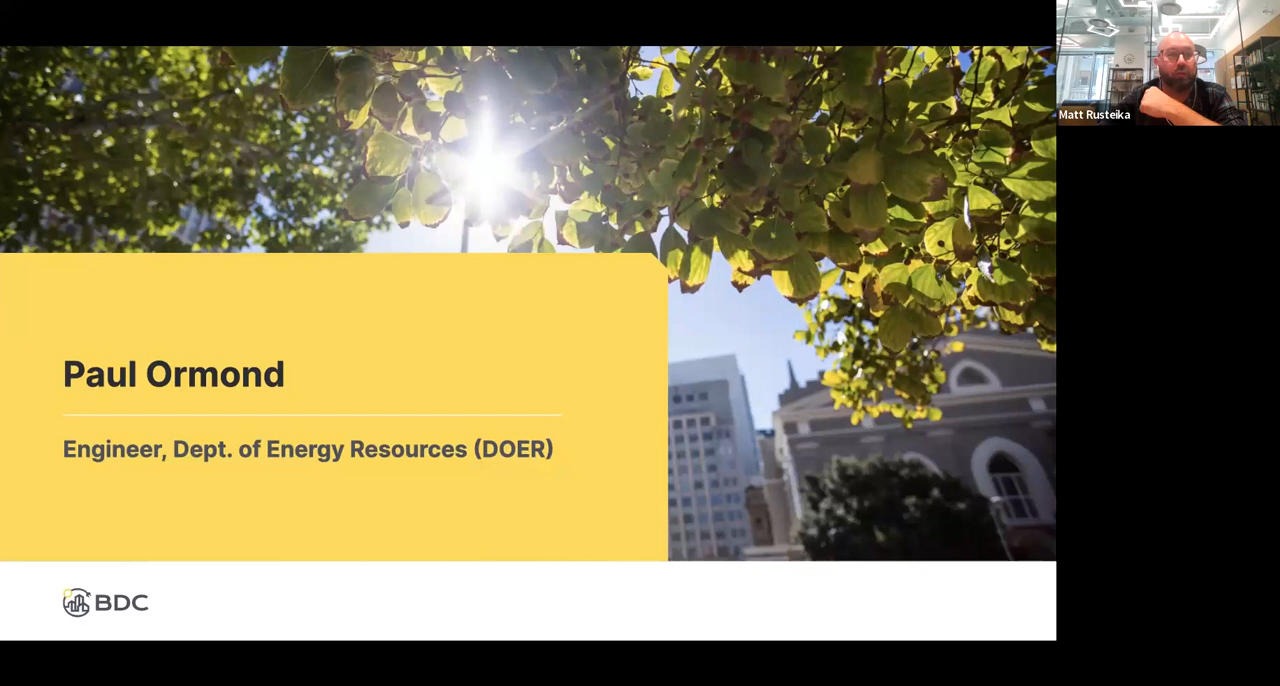 Paul Ormond
Engineer, Dept. of Energy Resources (DOER)
BDC
Matt Rusteika